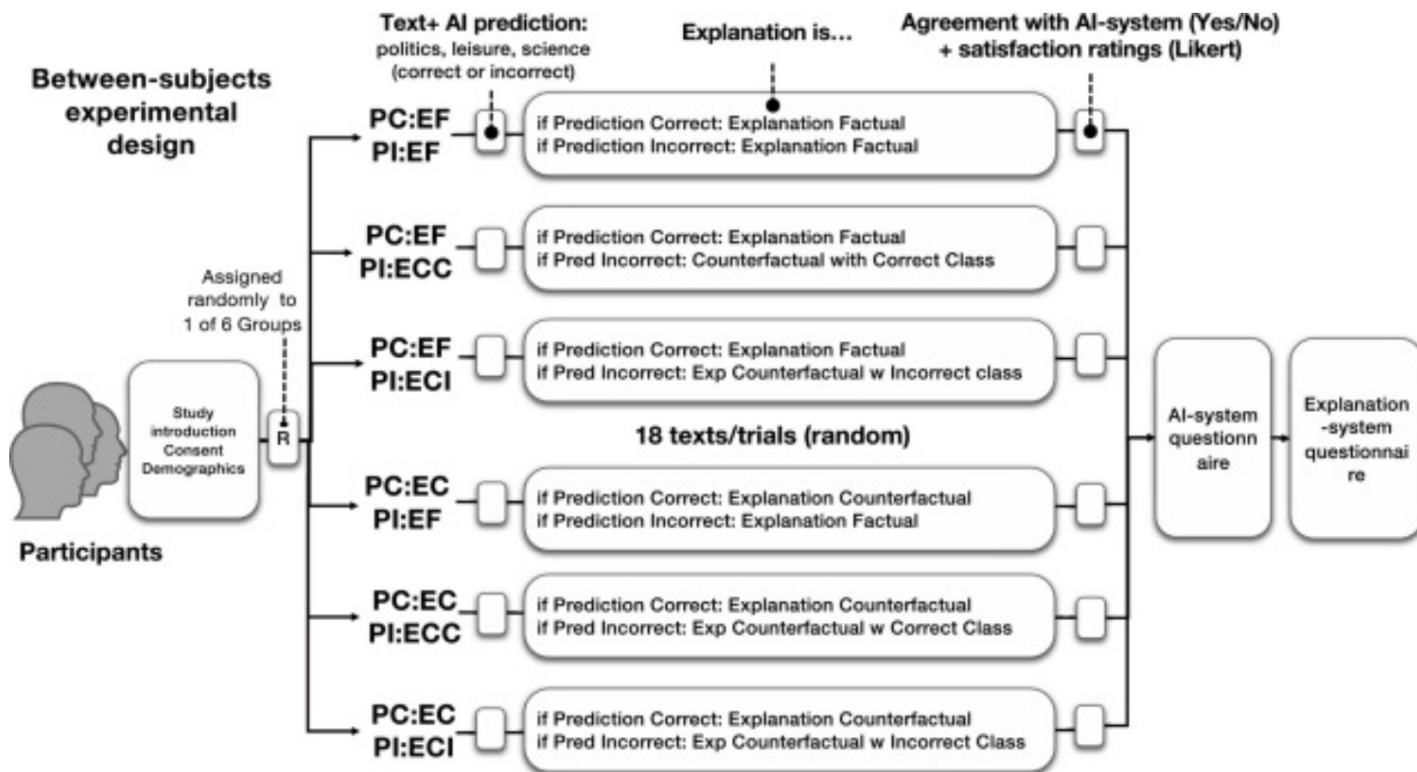 Between-subjects
experimental
design
Text+ AI prediction:
politics, leisure, science
(correct or incorrect)
Explanation is…
Agreement with AI-system (Yes/No)
+ satisfaction ratings (Likert)
Assigned
randomly to
1 of 6 Groups
Participants
Study
introduction
Consent
Demographics
R
PC:EF
PI:EF
if Prediction Correct: Explanation Factual
if Prediction Incorrect: Explanation Factual
PC:EF
PI:ECC
if Prediction Correct: Explanation Factual
if Pred Incorrect: Counterfactual with Correct Class
PC:EF
PI:ECI
if Prediction Correct: Explanation Factual
if Pred Incorrect: Exp Counterfactual w Incorrect class
18 texts/trials (random)
PC:EC
PI:EF
if Prediction Correct: Explanation Counterfactual
if Prediction Incorrect: Explanation Factual
PC:EC
PI:ECC
if Prediction Correct: Explanation Counterfactual
if Pred Incorrect: Exp Counterfactual w Correct Class
PC:EC
PI:ECI
if Prediction Correct: Explanation Counterfactual
if Pred Incorrect: Exp Counterfactual w Incorrect Class
AI-system
questionn
aire
Explanation
-system
questionnai
re